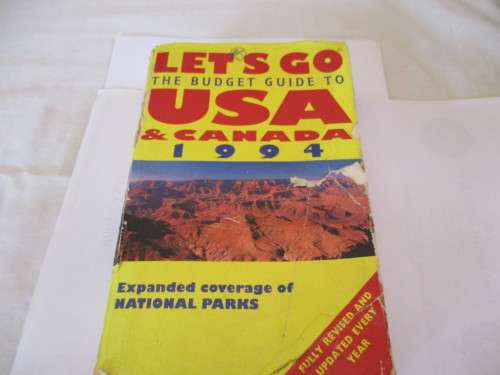 LET'S GO
THE BUDGET GUIDE TO
USA
& CANADA
1994
Expanded coverage of
NATIONAL PARKS
FULLY REVISED AND
UPDATED EVERY
YEAR